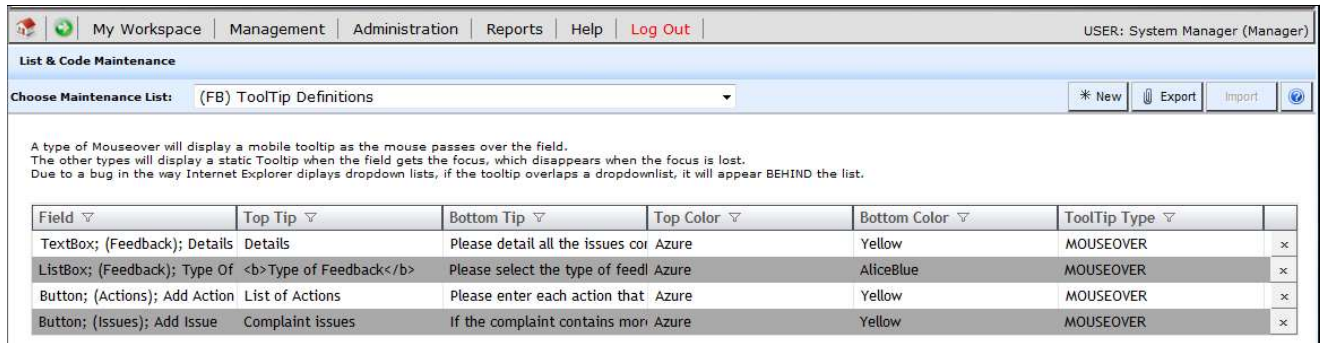 My Workspace Management Administration Reports Help Log Out USER: System Manager (Manager)
List & Code Maintenance
Choose Maintenance List: (FB) ToolTip Definitions * New Export Import ?
A type of Mouseover will display a mobile tooltip as the mouse passes over the field.
The other types will display a static Tooltip when the field gets the focus, which disappears when the focus is lost.
Due to a bug in the way Internet Explorer diplays dropdown lists, if the tooltip overlaps a dropdownlist, it will appear BEHIND the list.
Field Top Tip Bottom Tip Top Color Bottom Color ToolTip Type
TextBox; (Feedback); Details Details Please detail all the issues cor Azure Yellow MOUSEOVER x
ListBox; (Feedback); Type Of <b>Type of Feedback</b> Please select the type of feed Azure AliceBlue MOUSEOVER x
Button; (Actions); Add Action List of Actions Please enter each action that Azure Yellow MOUSEOVER x
Button; (Issues); Add Issue Complaint issues If the complaint contains mor Azure Yellow MOUSEOVER x